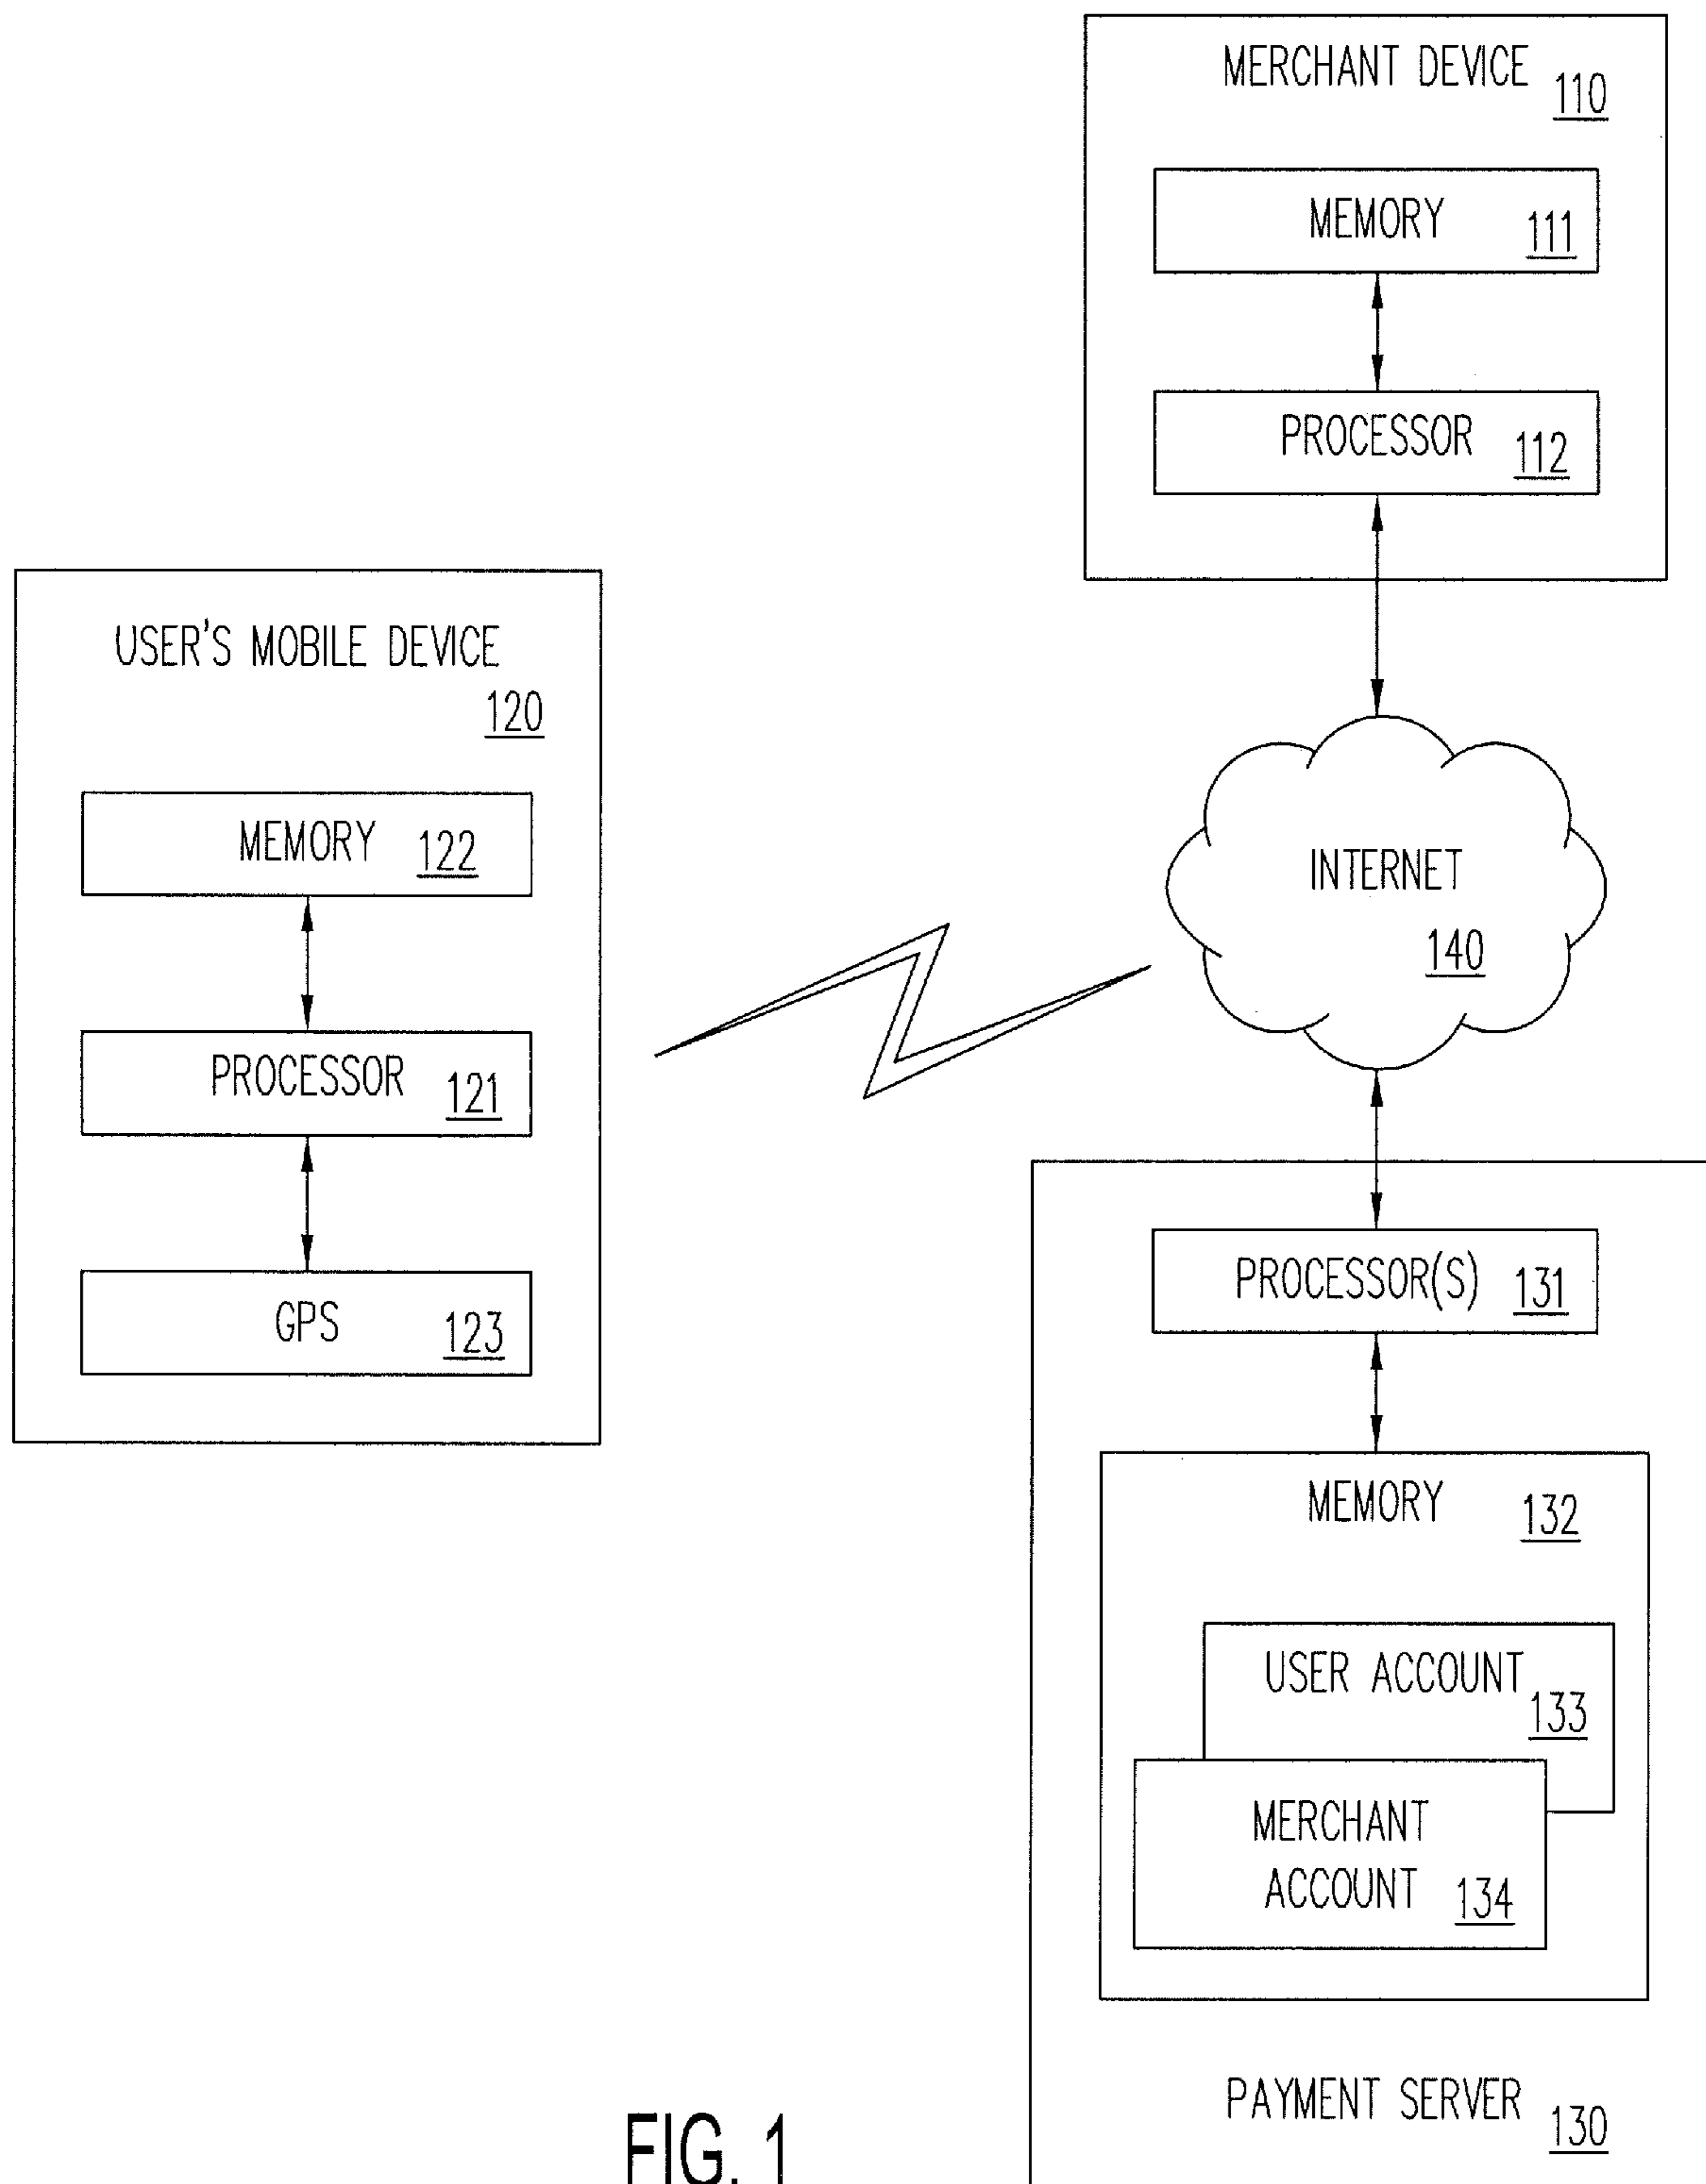 MERCHANT DEVICE 110
MEMORY 111
PROCESSOR 112
USER'S MOBILE DEVICE
120
MEMORY 122
PROCESSOR 121
GPS 123
INTERNET
140
PROCESSOR(S) 131
MEMORY 132
USER ACCOUNT
133
MERCHANT
ACCOUNT 134
PAYMENT SERVER 130
FIG. 1